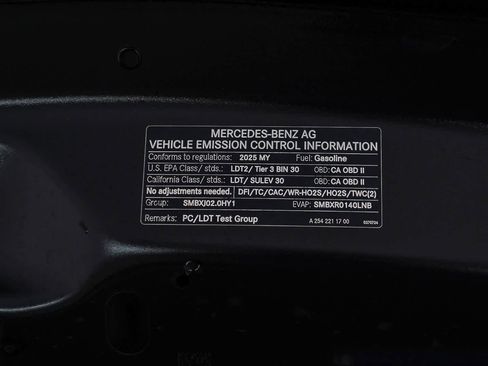 MERCEDES-BENZ AG
VEHICLE EMISSION CONTROL INFORMATION
Conforms to regulations: 2025 MY Fuel: Gasoline
U.S. EPA Class/ stds.: LDT2/ Tier 3 BIN 30 OBD: CA OBD II
California Class/ stds.: LDT/ SULEV 30 OBD: CA OBD II
No adjustments needed. DFI/TC/CAC/WR-HO2S/HO2S/TWC(2)
Group: SMBXJ02.0HY1 EVAP: SMBXR0140LNB
Remarks: PC/LDT Test Group A 254 221 17 00